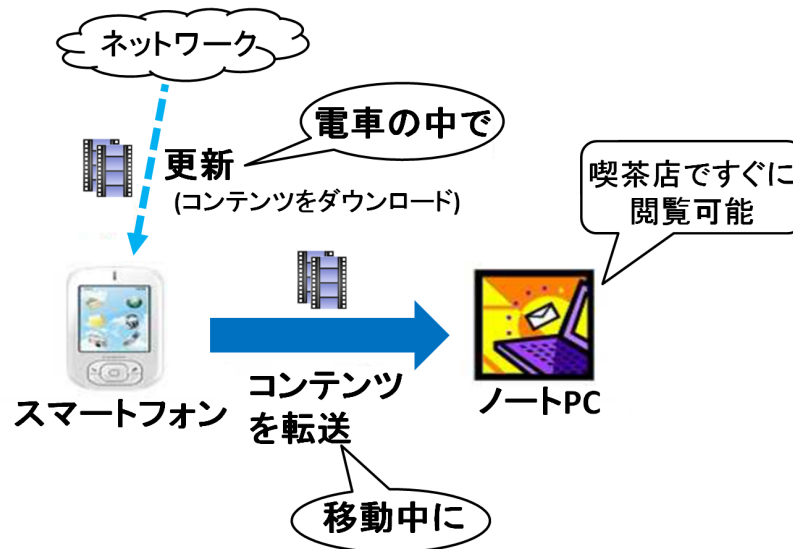 ネットワーク
電車の中で
更新
(コンテンツをダウンロード)
喫茶店ですぐに
閲覧可能
スマートフォン
コンテンツ
を転送
ノートPC
移動中に